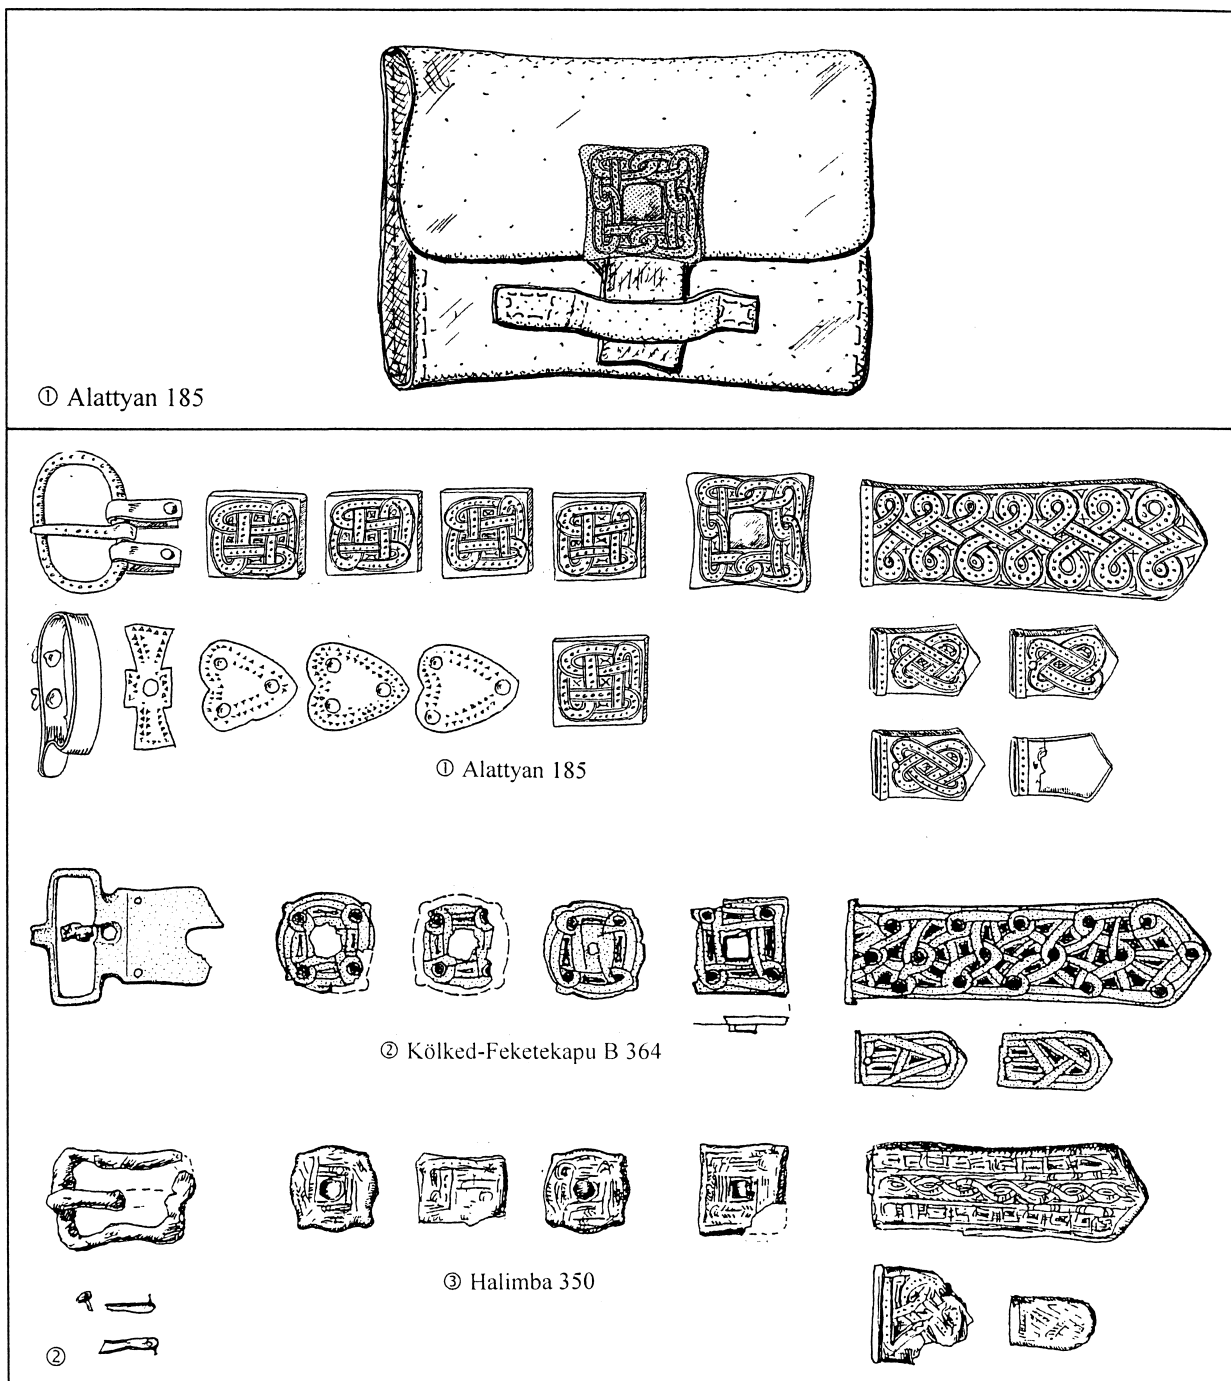 ① Alattyan 185
① Alattyan 185
② Kölked-Feketekapu B 364
③ Halimba 350
②